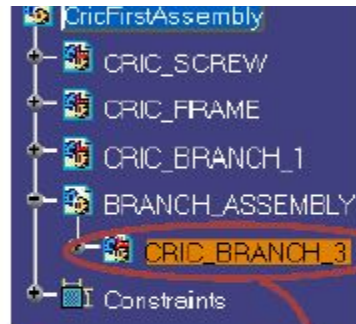 CricFirstAssembly
CRIC_SCREW
CRIC_FRAME
CRIC_BRANCH_1
BRANCH_ASSEMBLY
CRIC_BRANCH_3
Constraints